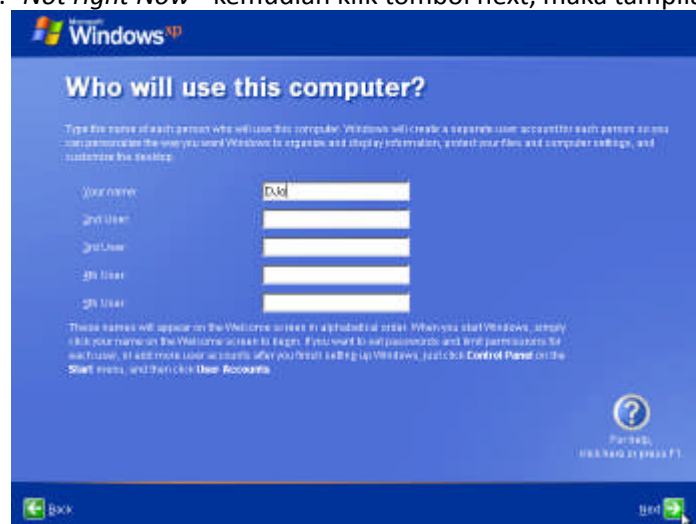 . "Not right Now" kemudian klik tombol next, maka tampila
Microsoft
Windows xp
Who will use this computer?
Type the name of each person who will use this computer. Windows will create a separate user account for each person so you
can personalize the way you want Windows to organize and display information, protect your files and computer settings, and
customize the desktop.
Your name:
2nd User:
3rd User:
4th User:
5th User:
These names will appear on the Welcome screen in alphabetical order. When you start Windows, simply
click your name on the Welcome screen to begin. If you want to set passwords and limit permissions for
each user, or add more user accounts after you finish setting up Windows, just click Control Panel on the
Start menu, and then click User Accounts.
?
For help,
click here or press F1.
Back
Next